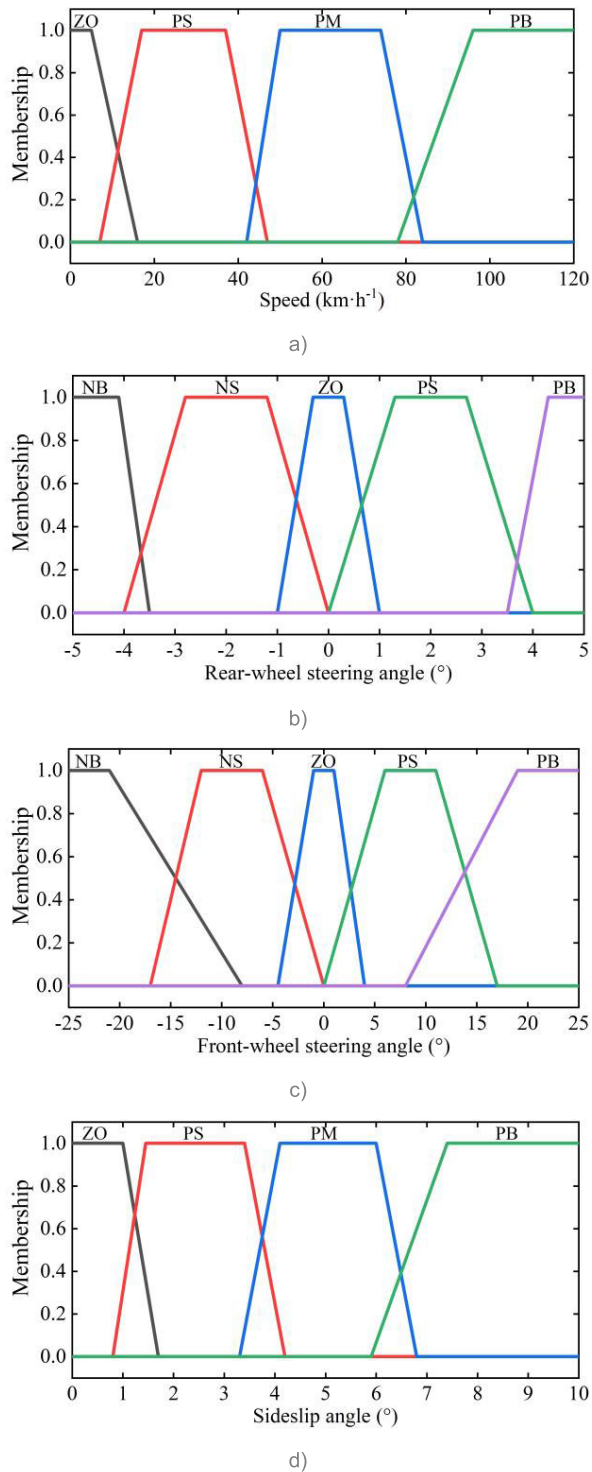 ZO PS PM PB
1.0
0.8
0.6
0.4
0.2
0.0
Membership
0 20 40 60 80 100 120
Speed (km·h⁻¹)
a)
NB NS ZO PS PB
1.0
0.8
0.6
0.4
0.2
0.0
Membership
-5 -4 -3 -2 -1 0 1 2 3 4 5
Rear-wheel steering angle (°)
b)
NB NS ZO PS PB
1.0
0.8
0.6
0.4
0.2
0.0
Membership
-25 -20 -15 -10 -5 0 5 10 15 20 25
Front-wheel steering angle (°)
c)
ZO PS PM PB
1.0
0.8
0.6
0.4
0.2
0.0
Membership
0 1 2 3 4 5 6 7 8 9 10
Sideslip angle (°)
d)